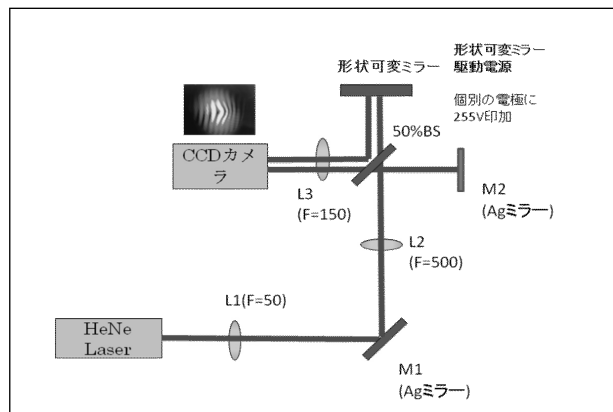 形状可変ミラー
形状可変ミラー
駆動電源
個別の電極に
255V印加
50%BS
CCDカメ
ラ
L3
(F=150)
M2
(Agミラー)
L2
(F=500)
L1(F=50)
HeNe
Laser
M1
(Agミラー)